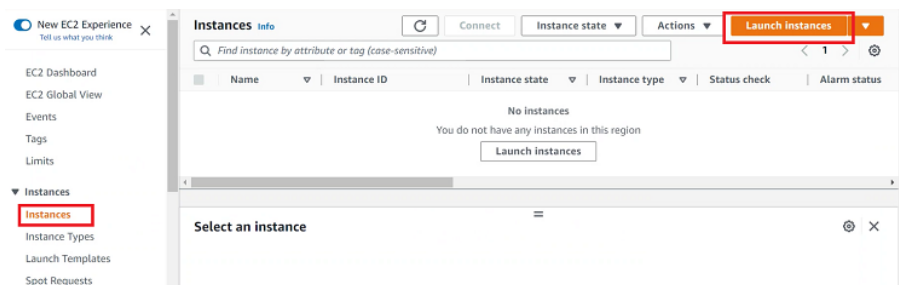 New EC2 Experience
Tell us what you think
EC2 Dashboard
EC2 Global View
Events
Tags
Limits
Instances
Instances
Instance Types
Launch Templates
Spot Requests
Instances Info
Connect
Instance state
Actions
Launch instances
Find instance by attribute or tag (case-sensitive)
1
Name
Instance ID
Instance state
Instance type
Status check
Alarm status
No instances
You do not have any instances in this region
Launch instances
Select an instance